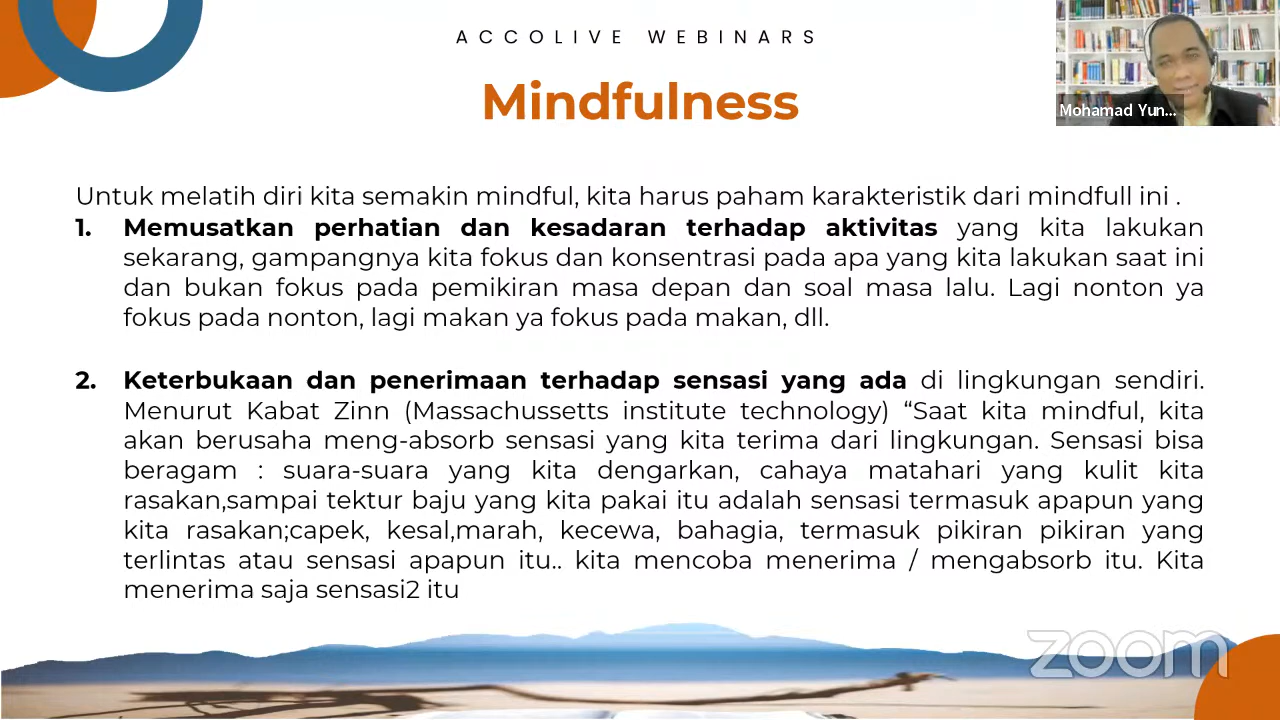 ACCOLIVE WEBINARS
Mindfulness
Mohamad Yun...
Untuk melatih diri kita semakin mindful, kita harus paham karakteristik dari mindfull ini .
1. Memusatkan perhatian dan kesadaran terhadap aktivitas yang kita lakukan
sekarang, gampangnya kita fokus dan konsentrasi pada apa yang kita lakukan saat ini
dan bukan fokus pada pemikiran masa depan dan soal masa lalu. Lagi nonton ya
fokus pada nonton, lagi makan ya fokus pada makan, dll.
2. Keterbukaan dan penerimaan terhadap sensasi yang ada di lingkungan sendiri.
Menurut Kabat Zinn (Massachussetts institute technology) “Saat kita mindful, kita
akan berusaha meng-absorb sensasi yang kita terima dari lingkungan. Sensasi bisa
beragam : suara-suara yang kita dengarkan, cahaya matahari yang kulit kita
rasakan,sampai tektur baju yang kita pakai itu adalah sensasi termasuk apapun yang
kita rasakan;capek, kesal,marah, kecewa, bahagia, termasuk pikiran pikiran yang
terlintas atau sensasi apapun itu.. kita mencoba menerima / mengabsorb itu. Kita
menerima saja sensasi2 itu
zoom